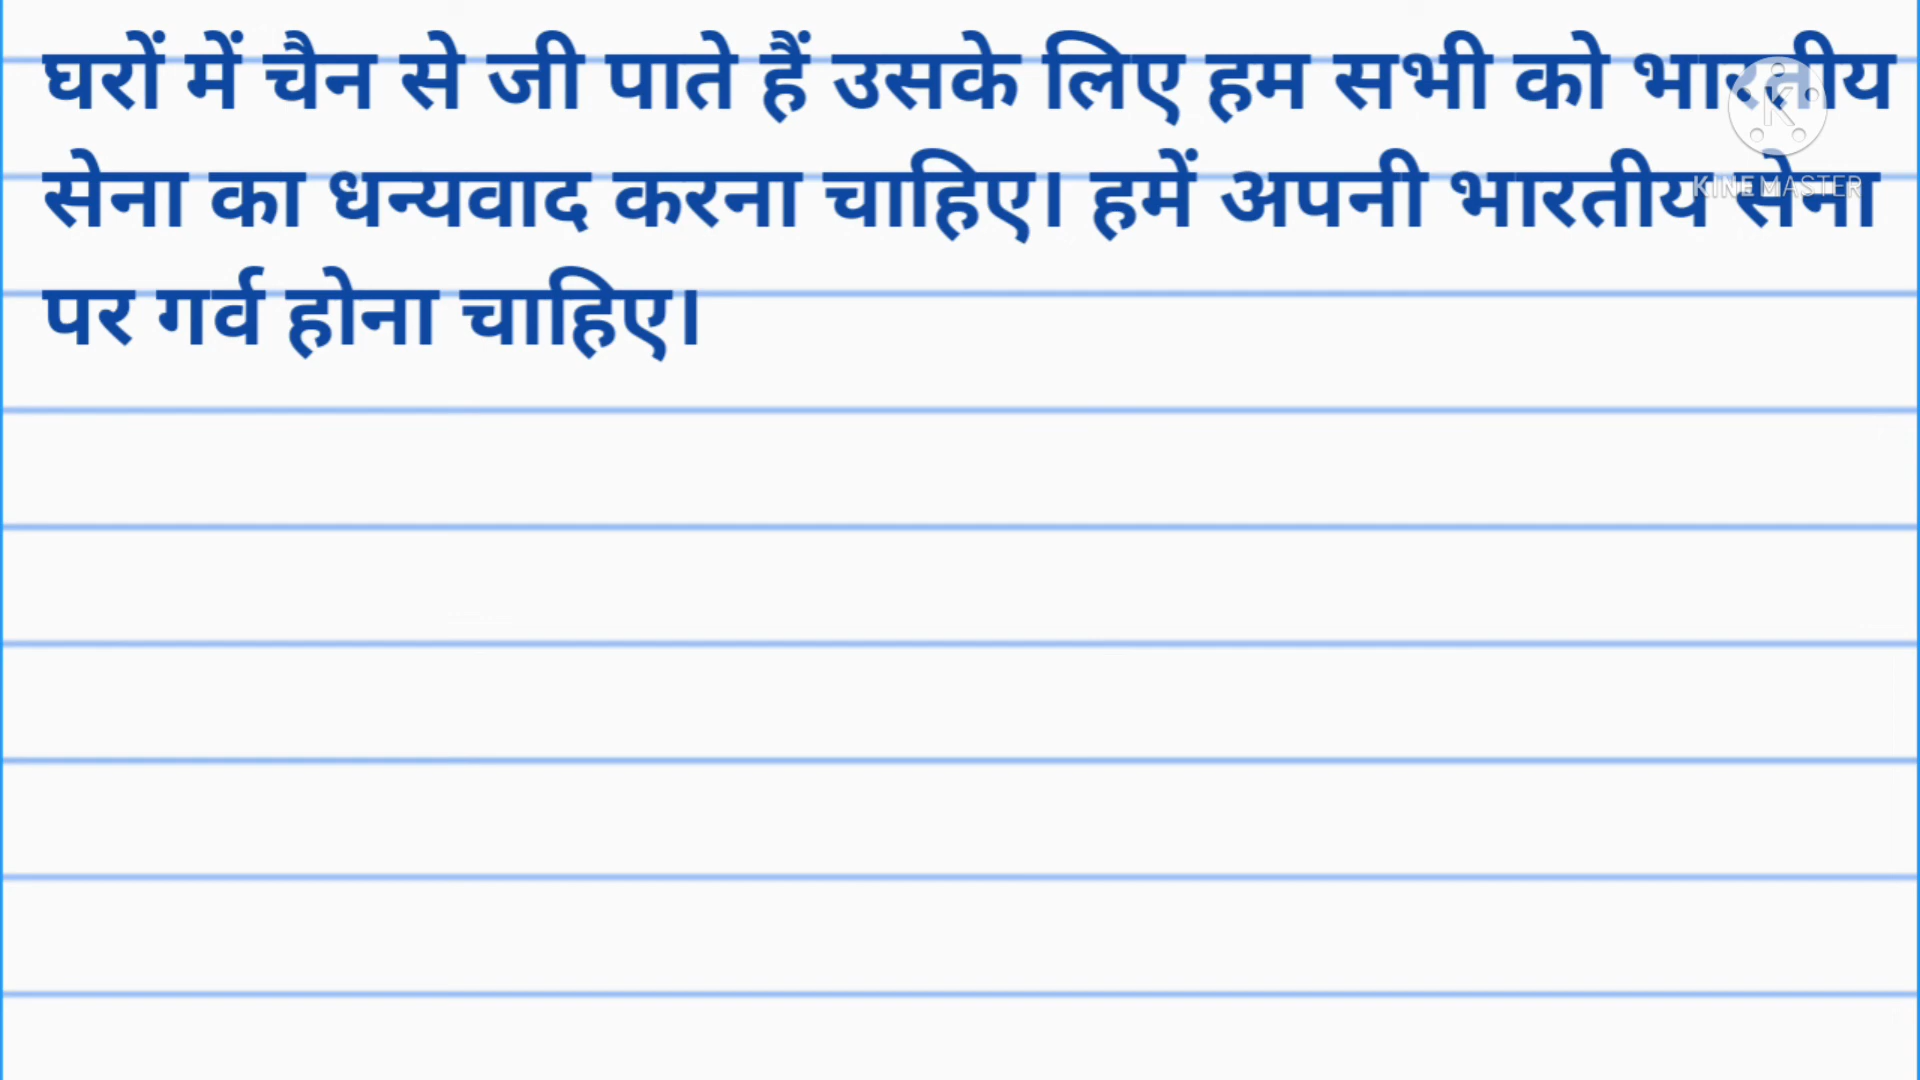 घरों में चैन से जी पाते हैं उसके लिए हम सभी को भारतीय
सेना का धन्यवाद करना चाहिए। हमें अपनी भारतीय सेना
पर गर्व होना चाहिए।
K
KINEMASTER